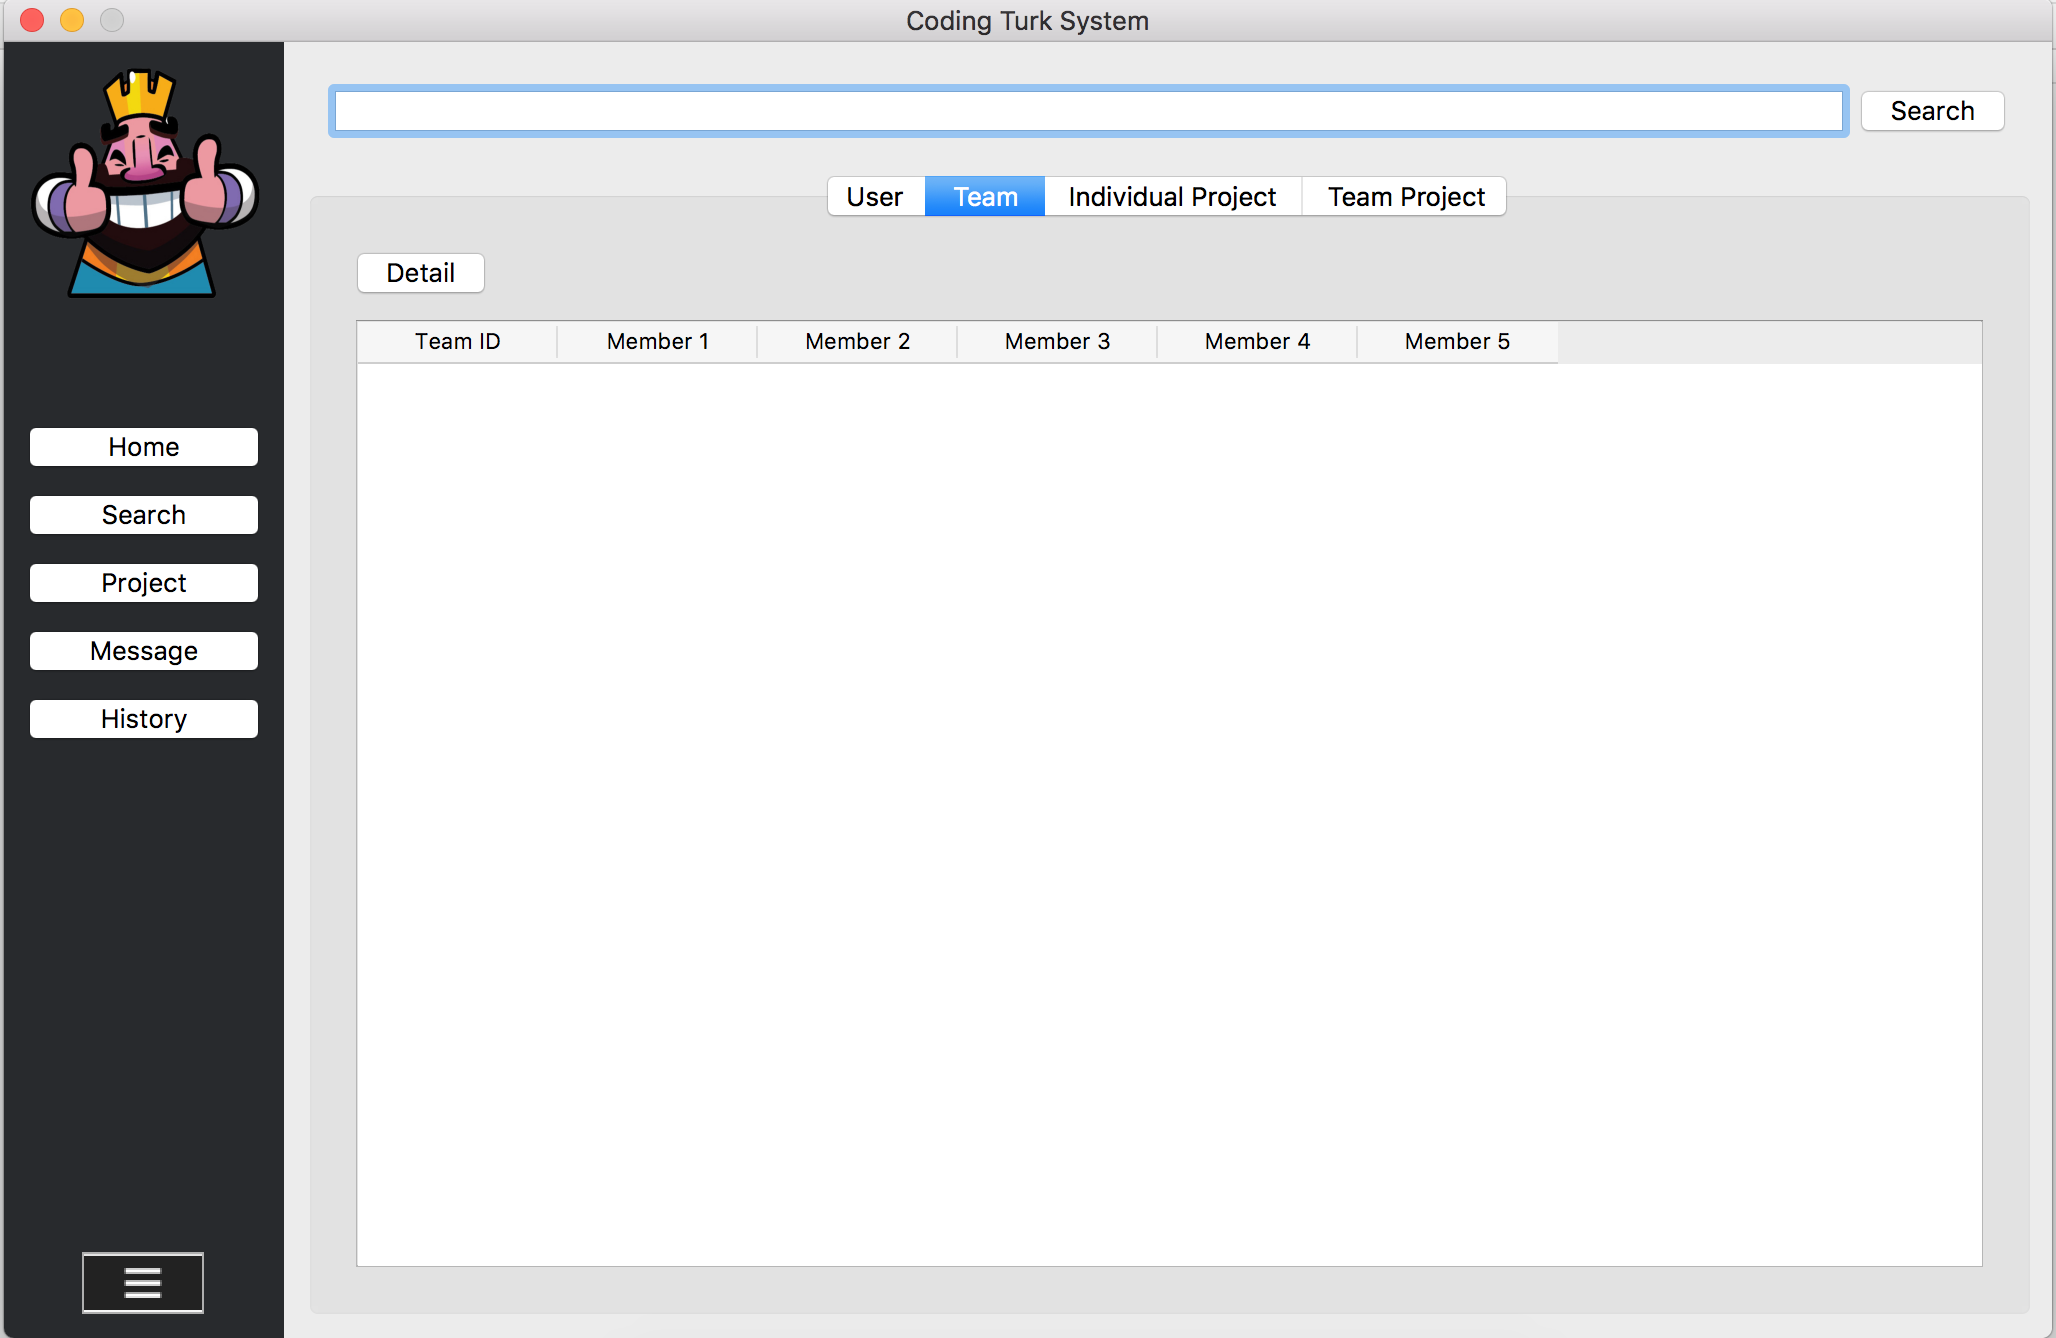 Coding Turk System
Search
User Team Individual Project Team Project
Detail
Team ID Member 1 Member 2 Member 3 Member 4 Member 5
Home
Search
Project
Message
History